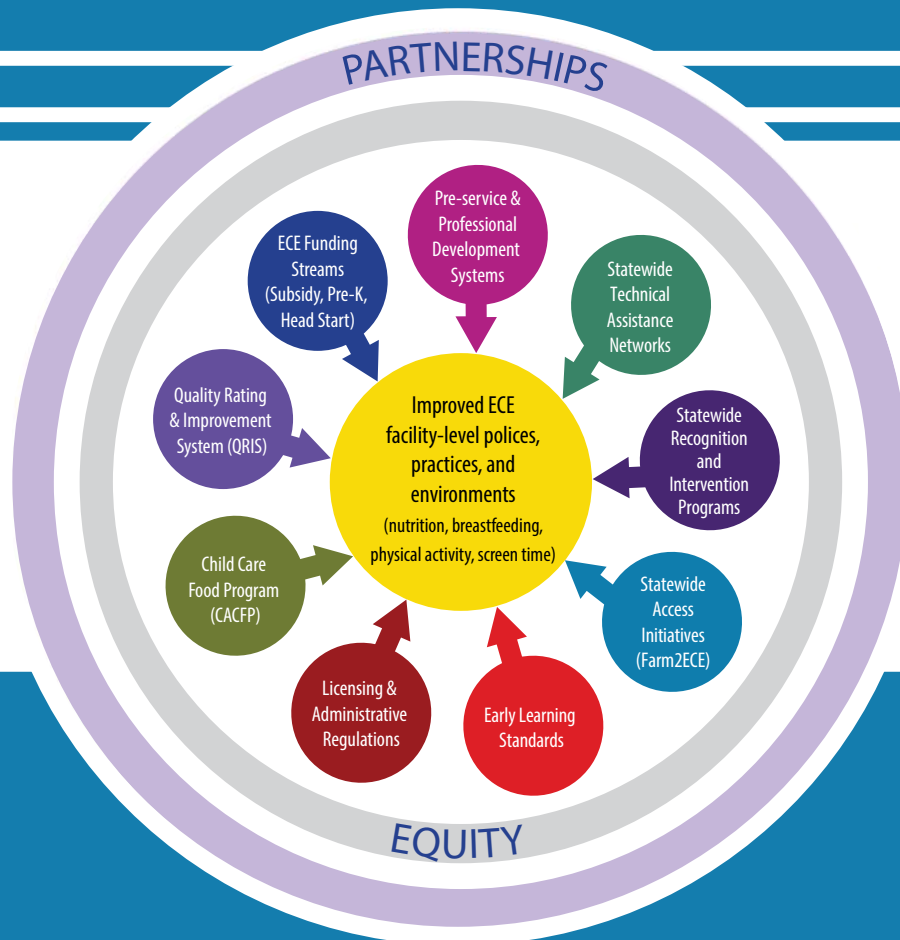 PARTNERSHIPS
Pre-service &
Professional
Development
Systems
ECE Funding
Streams
(Subsidy, Pre-K,
Head Start)
Statewide
Technical
Assistance
Networks
Quality Rating
& Improvement
System (QRIS)
Improved ECE
facility-level polices,
practices, and
environments
(nutrition, breastfeeding,
physical activity, screen time)
Statewide
Recognition
and
Intervention
Programs
Child Care
Food Program
(CACFP)
Statewide
Access
Initiatives
(Farm2ECE)
Licensing &
Administrative
Regulations
Early Learning
Standards
EQUITY